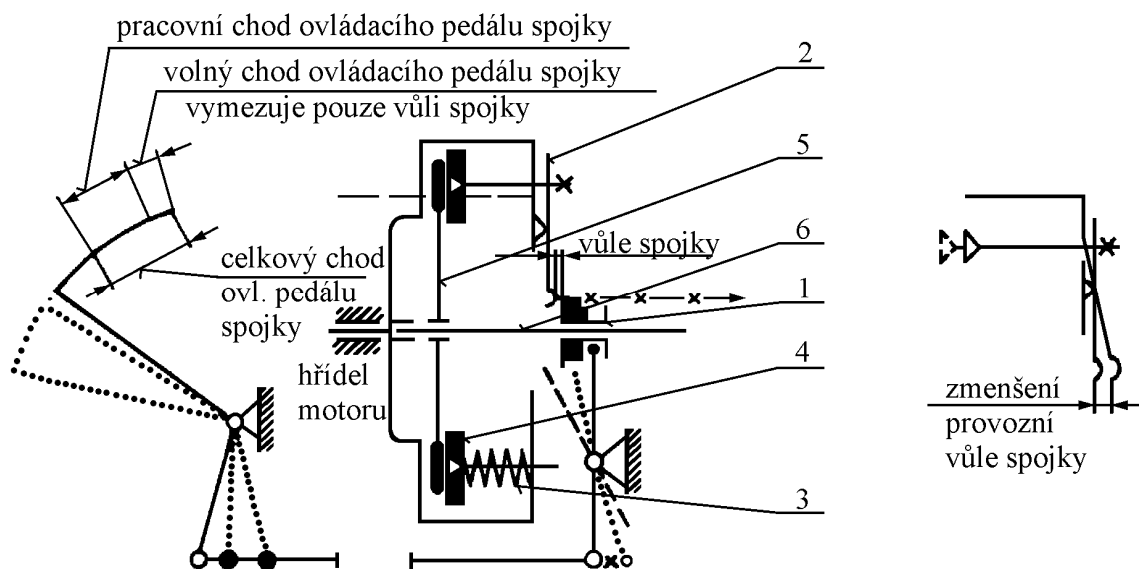 pracovní chod ovládacího pedálu spojky
volný chod ovládacího pedálu spojky
vymezuje pouze vůli spojky
2
5
6
vůle spojky
1
celkový chod
ovl. pedálu
spojky
hřídel
motoru
4
3
zmenšení
provozní
vůle spojky